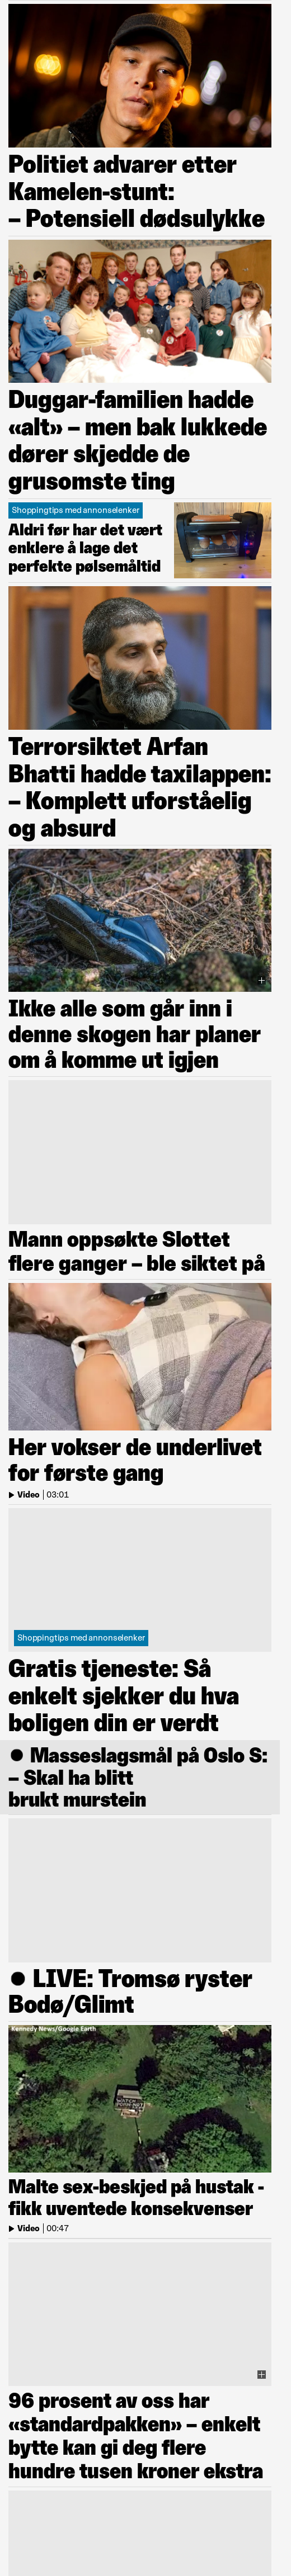 Politiet advarer etter
Kamelen-stunt:
– Potensiell dødsulykke
Duggar-familien hadde
«alt» – men bak lukkede
dører skjedde de
grusomste ting
Shoppingtips med annonselenker
Aldri før har det vært
enklere å lage det
perfekte pølsemåltid
Terrorsiktet Arfan
Bhatti hadde taxilappen:
– Komplett uforståelig
og absurd
Ikke alle som går inn i
denne skogen har planer
om å komme ut igjen
Mann oppsøkte Slottet
flere ganger – ble siktet på
Her vokser de underlivet
for første gang
Video | 03:01
Shoppingtips med annonselenker
Gratis tjeneste: Så
enkelt sjekker du hva
boligen din er verdt
Masseslagsmål på Oslo S:
– Skal ha blitt
brukt murstein
LIVE: Tromsø ryster
Bodø/Glimt
Kennedy News/Google Earth
Malte sex-beskjed på hustak -
fikk uventede konsekvenser
Video | 00:47
96 prosent av oss har
«standardpakken» – enkelt
bytte kan gi deg flere
hundre tusen kroner ekstra